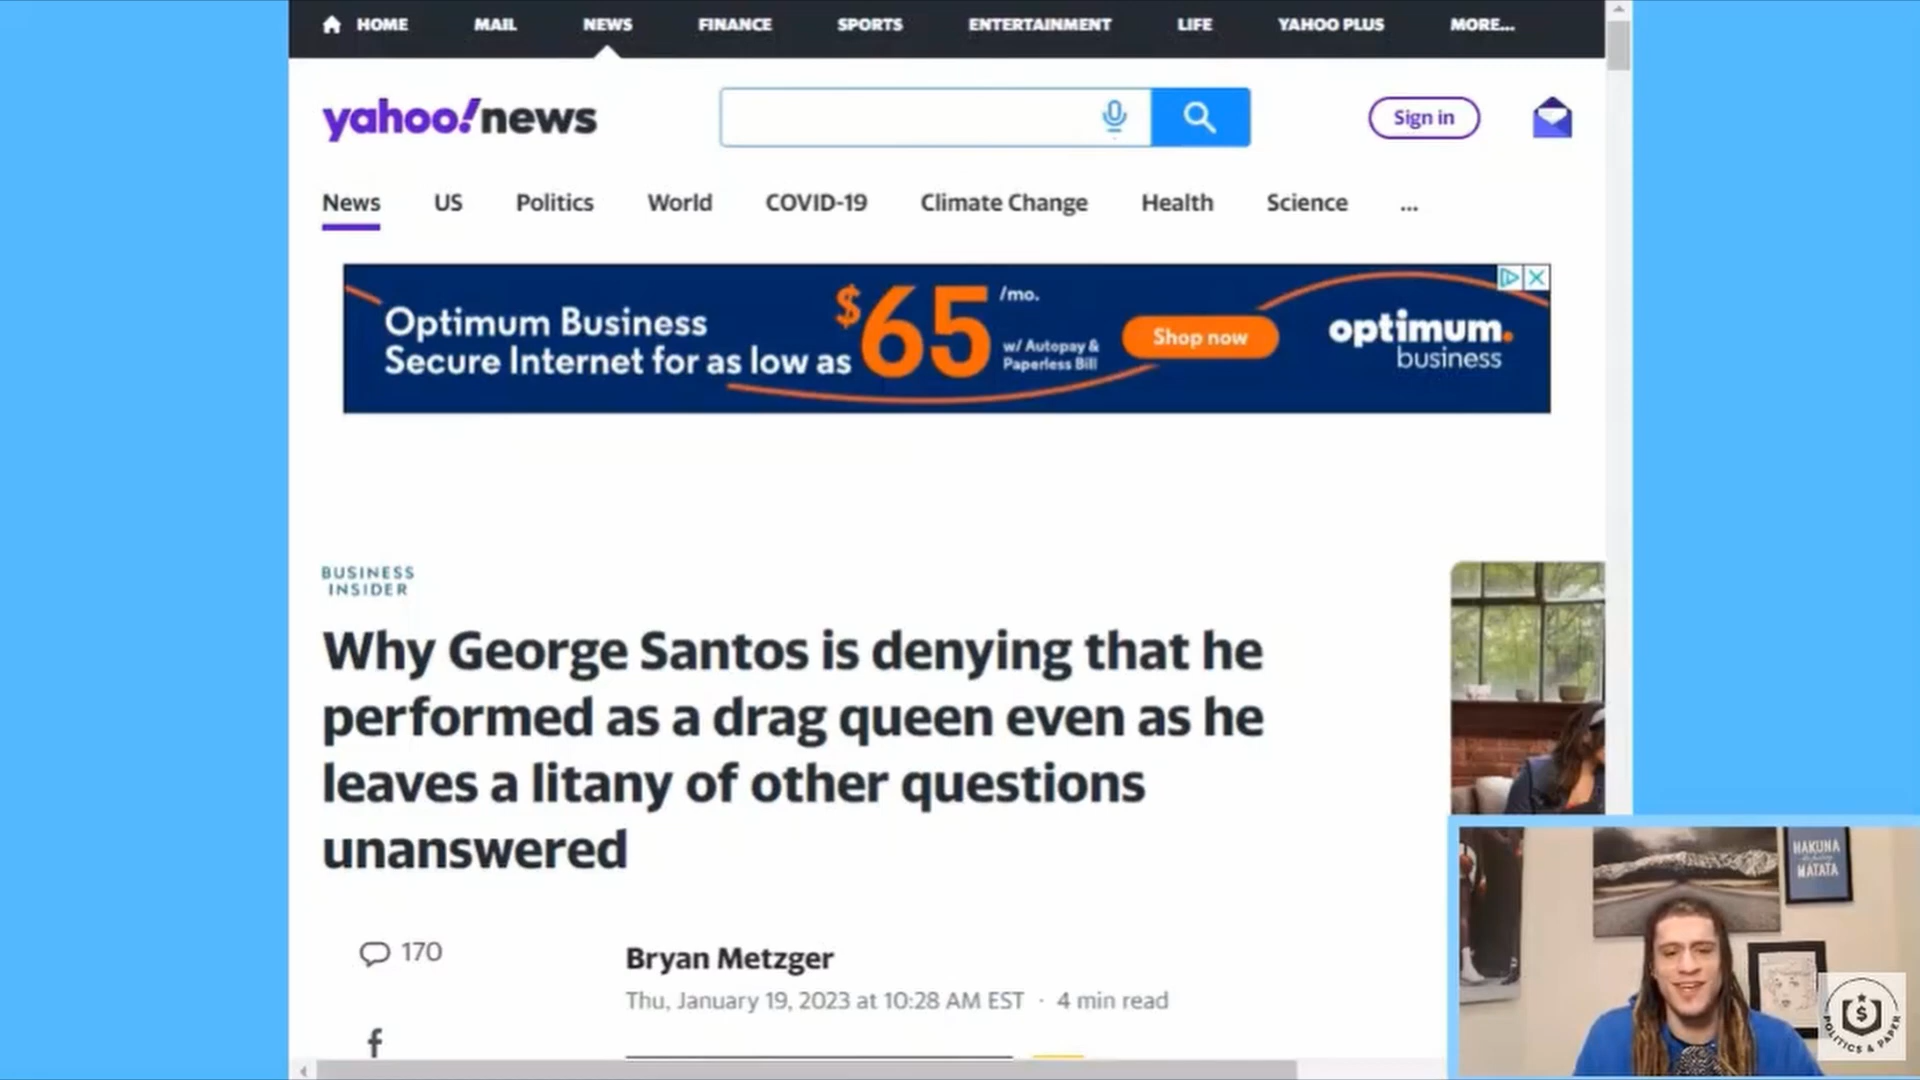 HOME MAIL NEWS FINANCE SPORTS ENTERTAINMENT LIFE YAHOO PLUS MORE...
yahoo!news
Sign in
News US Politics World COVID-19 Climate Change Health Science ...
Optimum Business
Secure Internet for as low as
$65
/mo.
w/ Autopay &
Paperless Bill
Shop now
optimum.
business
BUSINESS
INSIDER
Why George Santos is denying that he
performed as a drag queen even as he
leaves a litany of other questions
unanswered
170
Bryan Metzger
Thu, January 19, 2023 at 10:28 AM EST · 4 min read
f
HAKUNA
MATATA
$
POLITICS & PAPER